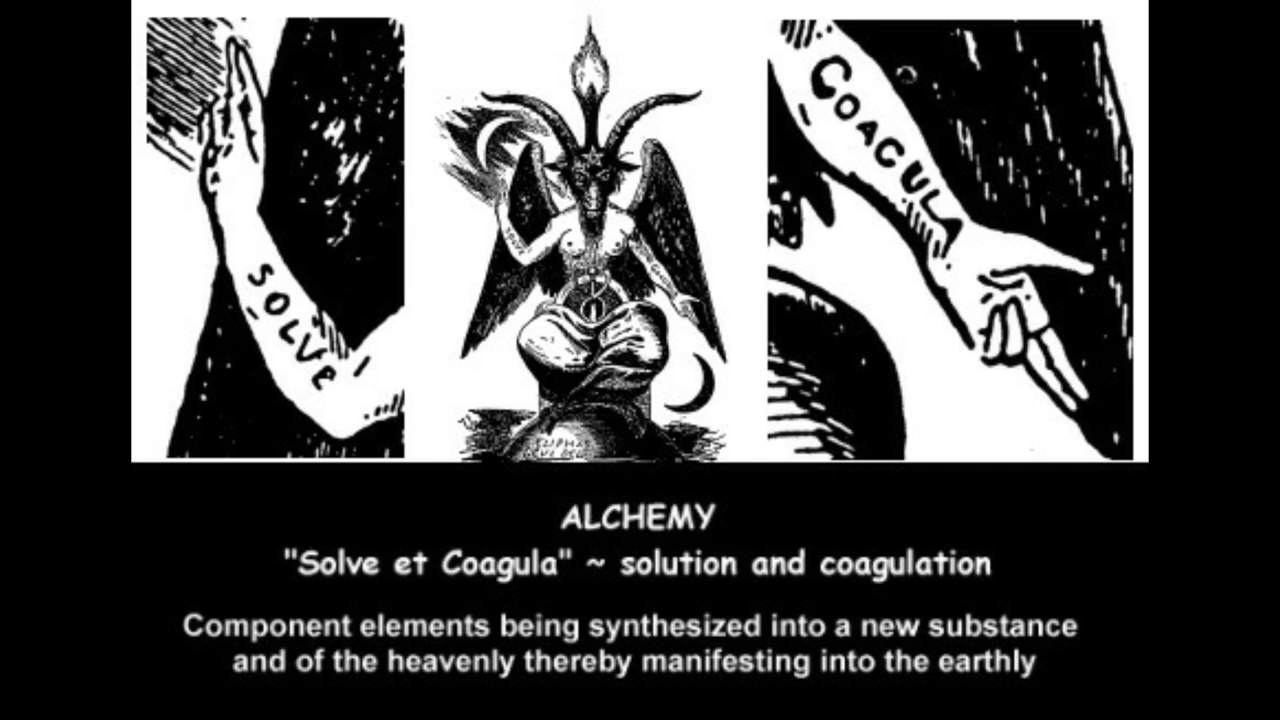 SOLVE
COAGULA
ELIPHAS
ALCHEMY
"Solve et Coagula" ~ solution and coagulation
Component elements being synthesized into a new substance
and of the heavenly thereby manifesting into the earthly